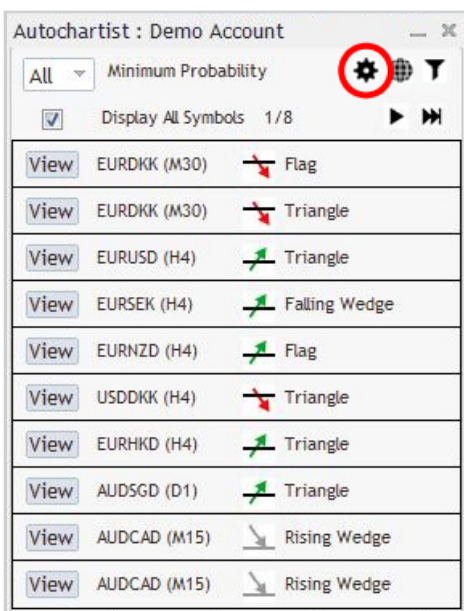 Autochartist : Demo Account
All Minimum Probability
Display All Symbols 1/8
View EURDKK (M30) Flag
View EURDKK (M30) Triangle
View EURUSD (H4) Triangle
View EURSEK (H4) Falling Wedge
View EURNZD (H4) Flag
View USDDKK (H4) Triangle
View EURHKD (H4) Triangle
View AUDSGD (D1) Triangle
View AUDCAD (M15) Rising Wedge
View AUDCAD (M15) Rising Wedge